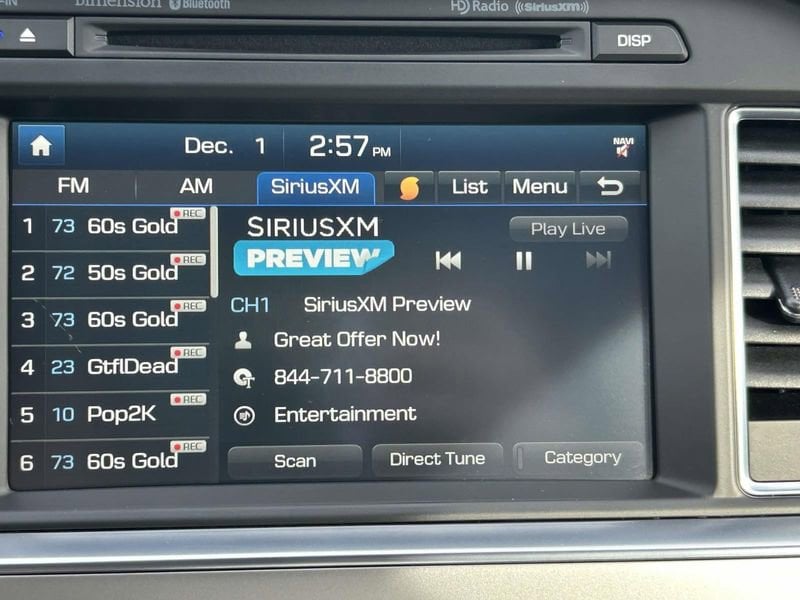 Dimension Bluetooth HD Radio ((SiriusXM))
DISP
Dec. 1 2:57 PM NAVI
FM AM SiriusXM List Menu
1 73 60s Gold REC
2 72 50s Gold REC
3 73 60s Gold REC
4 23 GtflDead REC
5 10 Pop2K REC
6 73 60s Gold REC
SIRIUSXM
PREVIEW
Play Live
CH1 SiriusXM Preview
Great Offer Now!
844-711-8800
Entertainment
Scan Direct Tune Category